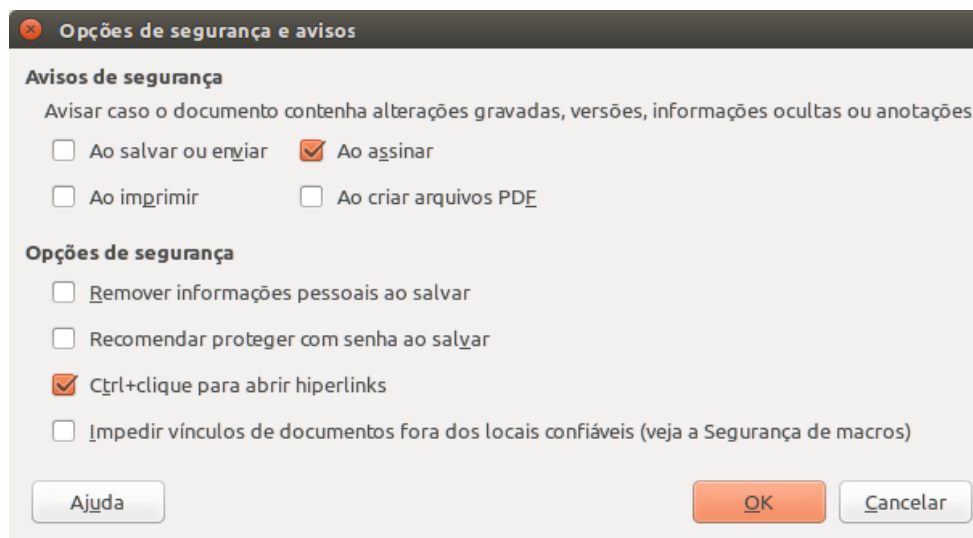 Opções de segurança e avisos
Avisos de segurança
Avisar caso o documento contenha alterações gravadas, versões, informações ocultas ou anotações
Ao salvar ou enviar Ao assinar
Ao imprimir Ao criar arquivos PDF
Opções de segurança
Remover informações pessoais ao salvar
Recomendar proteger com senha ao salvar
Ctrl+clique para abrir hiperlinks
Impedir vínculos de documentos fora dos locais confiáveis (veja a Segurança de macros)
Ajuda OK Cancelar